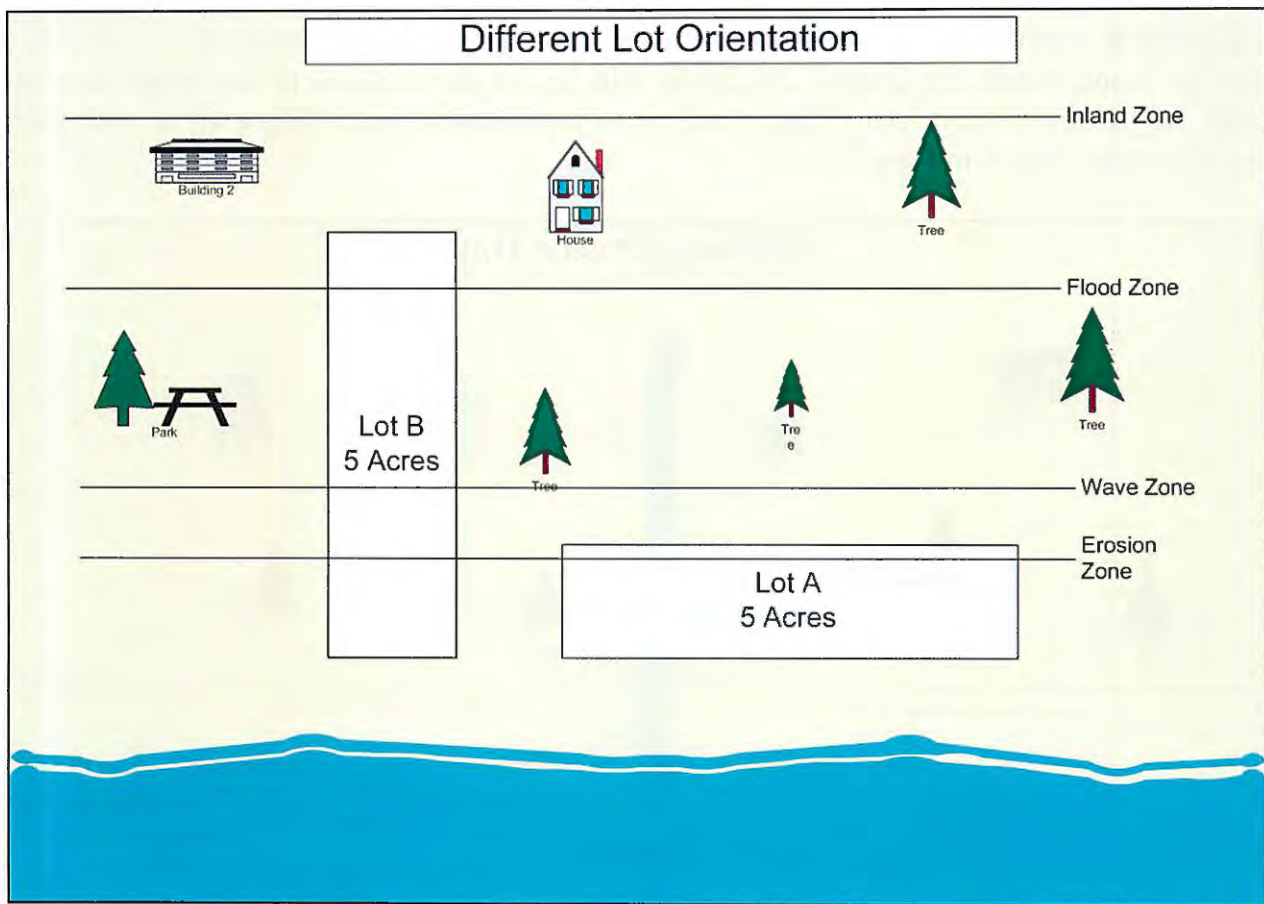 Different Lot Orientation
Inland Zone
Building 2
House
Tree
Flood Zone
Park
Lot B
5 Acres
Tree
Tre
e
Tree
Wave Zone
Erosion
Zone
Lot A
5 Acres